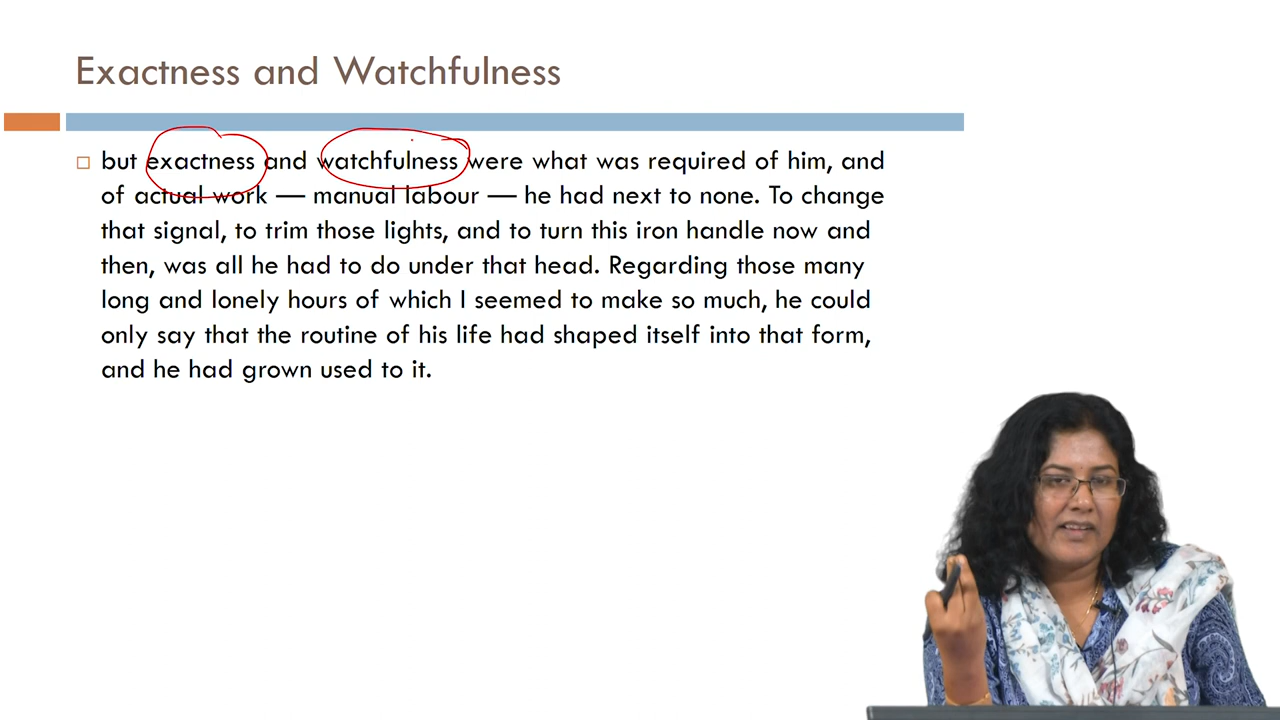 Exactness and Watchfulness
but exactness and watchfulness were what was required of him, and
of actual work — manual labour — he had next to none. To change
that signal, to trim those lights, and to turn this iron handle now and
then, was all he had to do under that head. Regarding those many
long and lonely hours of which I seemed to make so much, he could
only say that the routine of his life had shaped itself into that form,
and he had grown used to it.